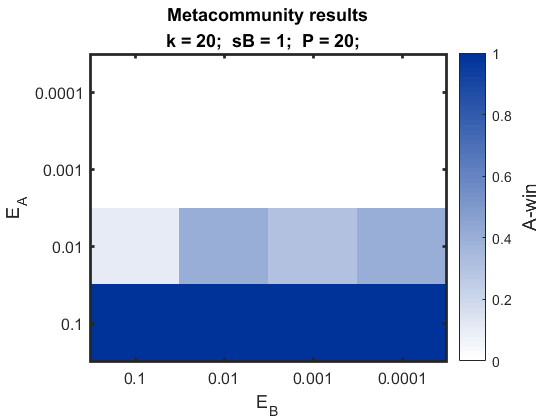 Metacommunity results
k = 20;  sB = 1;  P = 20;
0.0001
0.001
0.01
0.1
E_A
0.1
0.01
0.001
0.0001
E_B
1
0.8
0.6
0.4
0.2
0
A-win